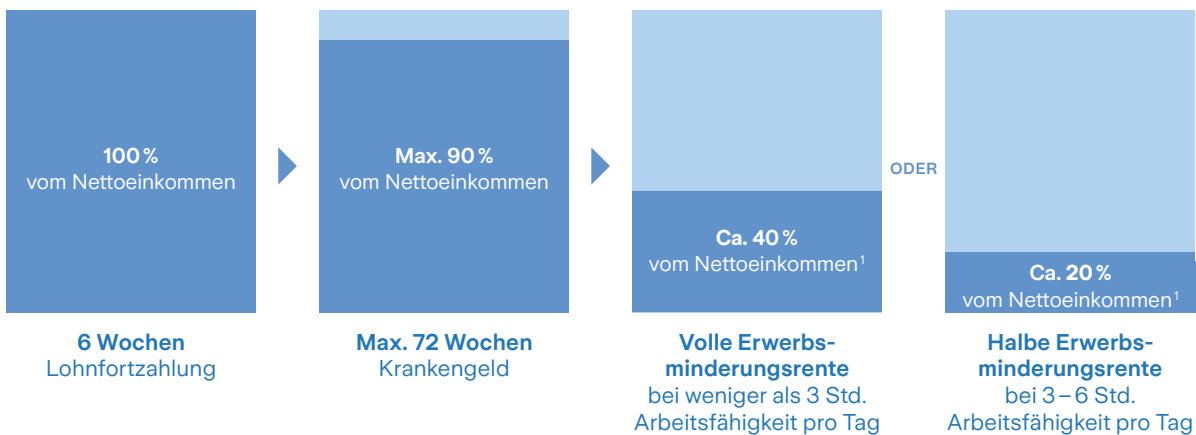 100 %
vom Nettoeinkommen
6 Wochen
Lohnfortzahlung
Max. 90 %
vom Nettoeinkommen
Max. 72 Wochen
Krankengeld
Ca. 40 %
vom Nettoeinkommen¹
Volle Erwerbs-
minderungsrente
bei weniger als 3 Std.
Arbeitsfähigkeit pro Tag
ODER
Ca. 20 %
vom Nettoeinkommen¹
Halbe Erwerbs-
minderungsrente
bei 3 – 6 Std.
Arbeitsfähigkeit pro Tag